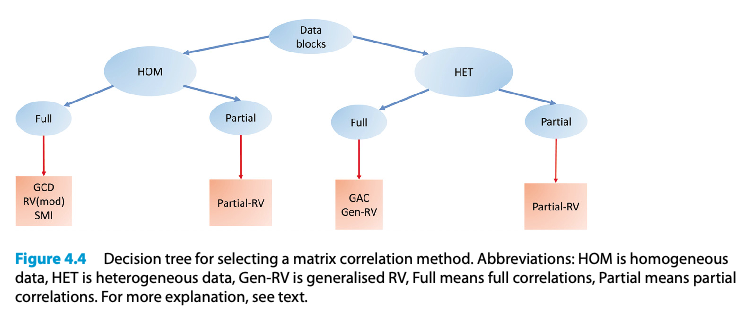 Data
blocks
HOM
HET
Full
Partial
Full
Partial
GCD
RV(mod)
SMI
Partial-RV
GAC
Gen-RV
Partial-RV
Figure 4.4 Decision tree for selecting a matrix correlation method. Abbreviations: HOM is homogeneous
data, HET is heterogeneous data, Gen-RV is generalised RV, Full means full correlations, Partial means partial
correlations. For more explanation, see text.